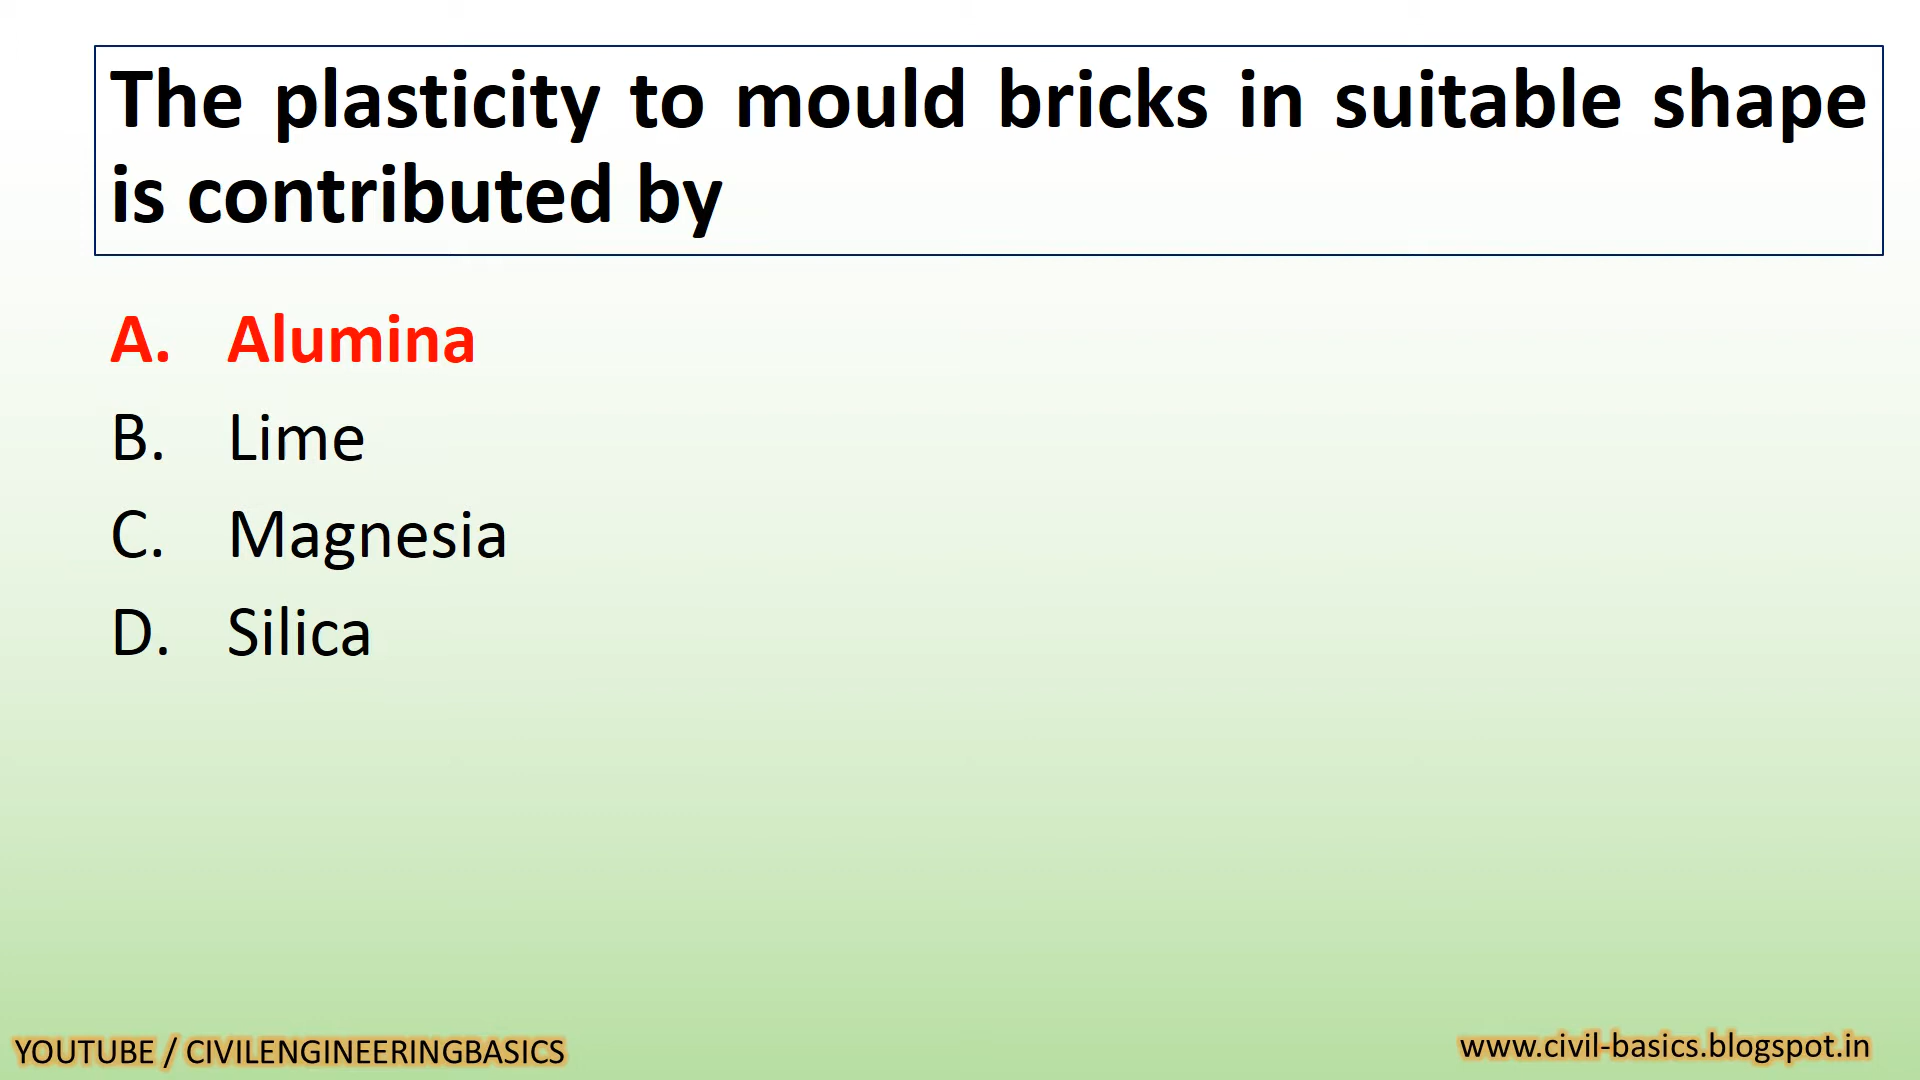 The plasticity to mould bricks in suitable shape
is contributed by
A. Alumina
B. Lime
C. Magnesia
D. Silica
YOUTUBE / CIVILENGINEERINGBASICS
www.civil-basics.blogspot.in